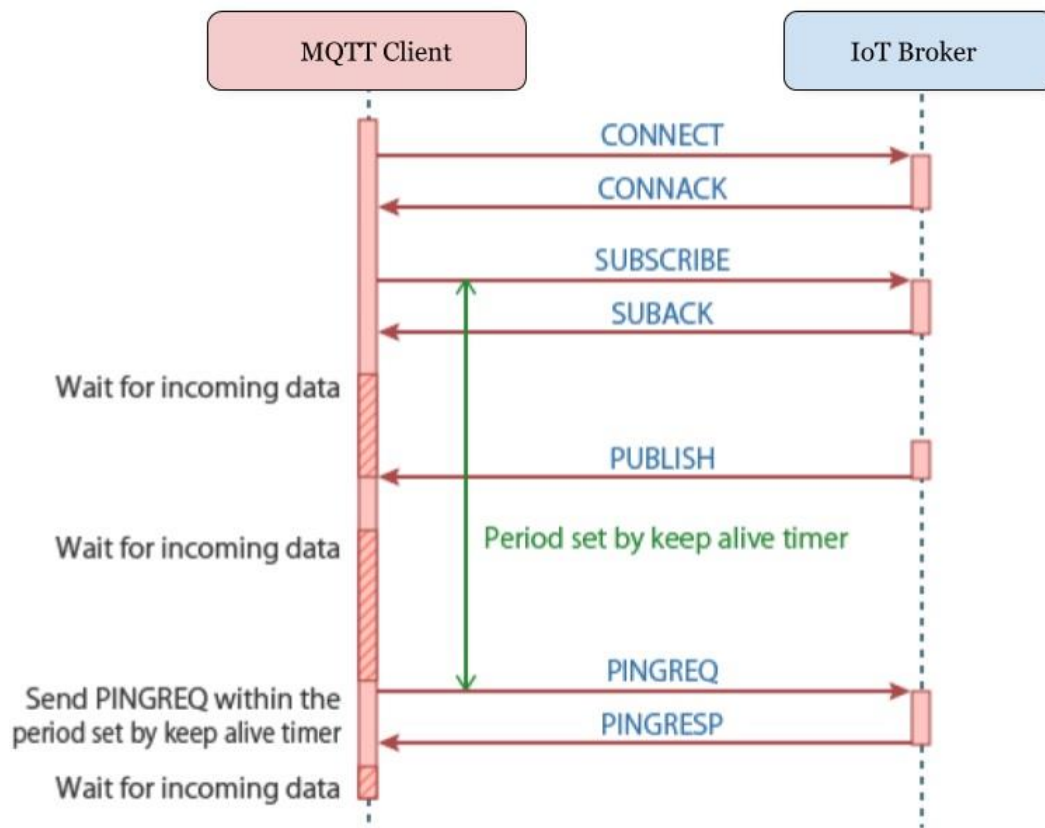 MQTT Client
IoT Broker
CONNECT
CONNACK
SUBSCRIBE
SUBACK
Wait for incoming data
PUBLISH
Wait for incoming data
Period set by keep alive timer
PINGREQ
Send PINGREQ within the
period set by keep alive timer
PINGRESP
Wait for incoming data